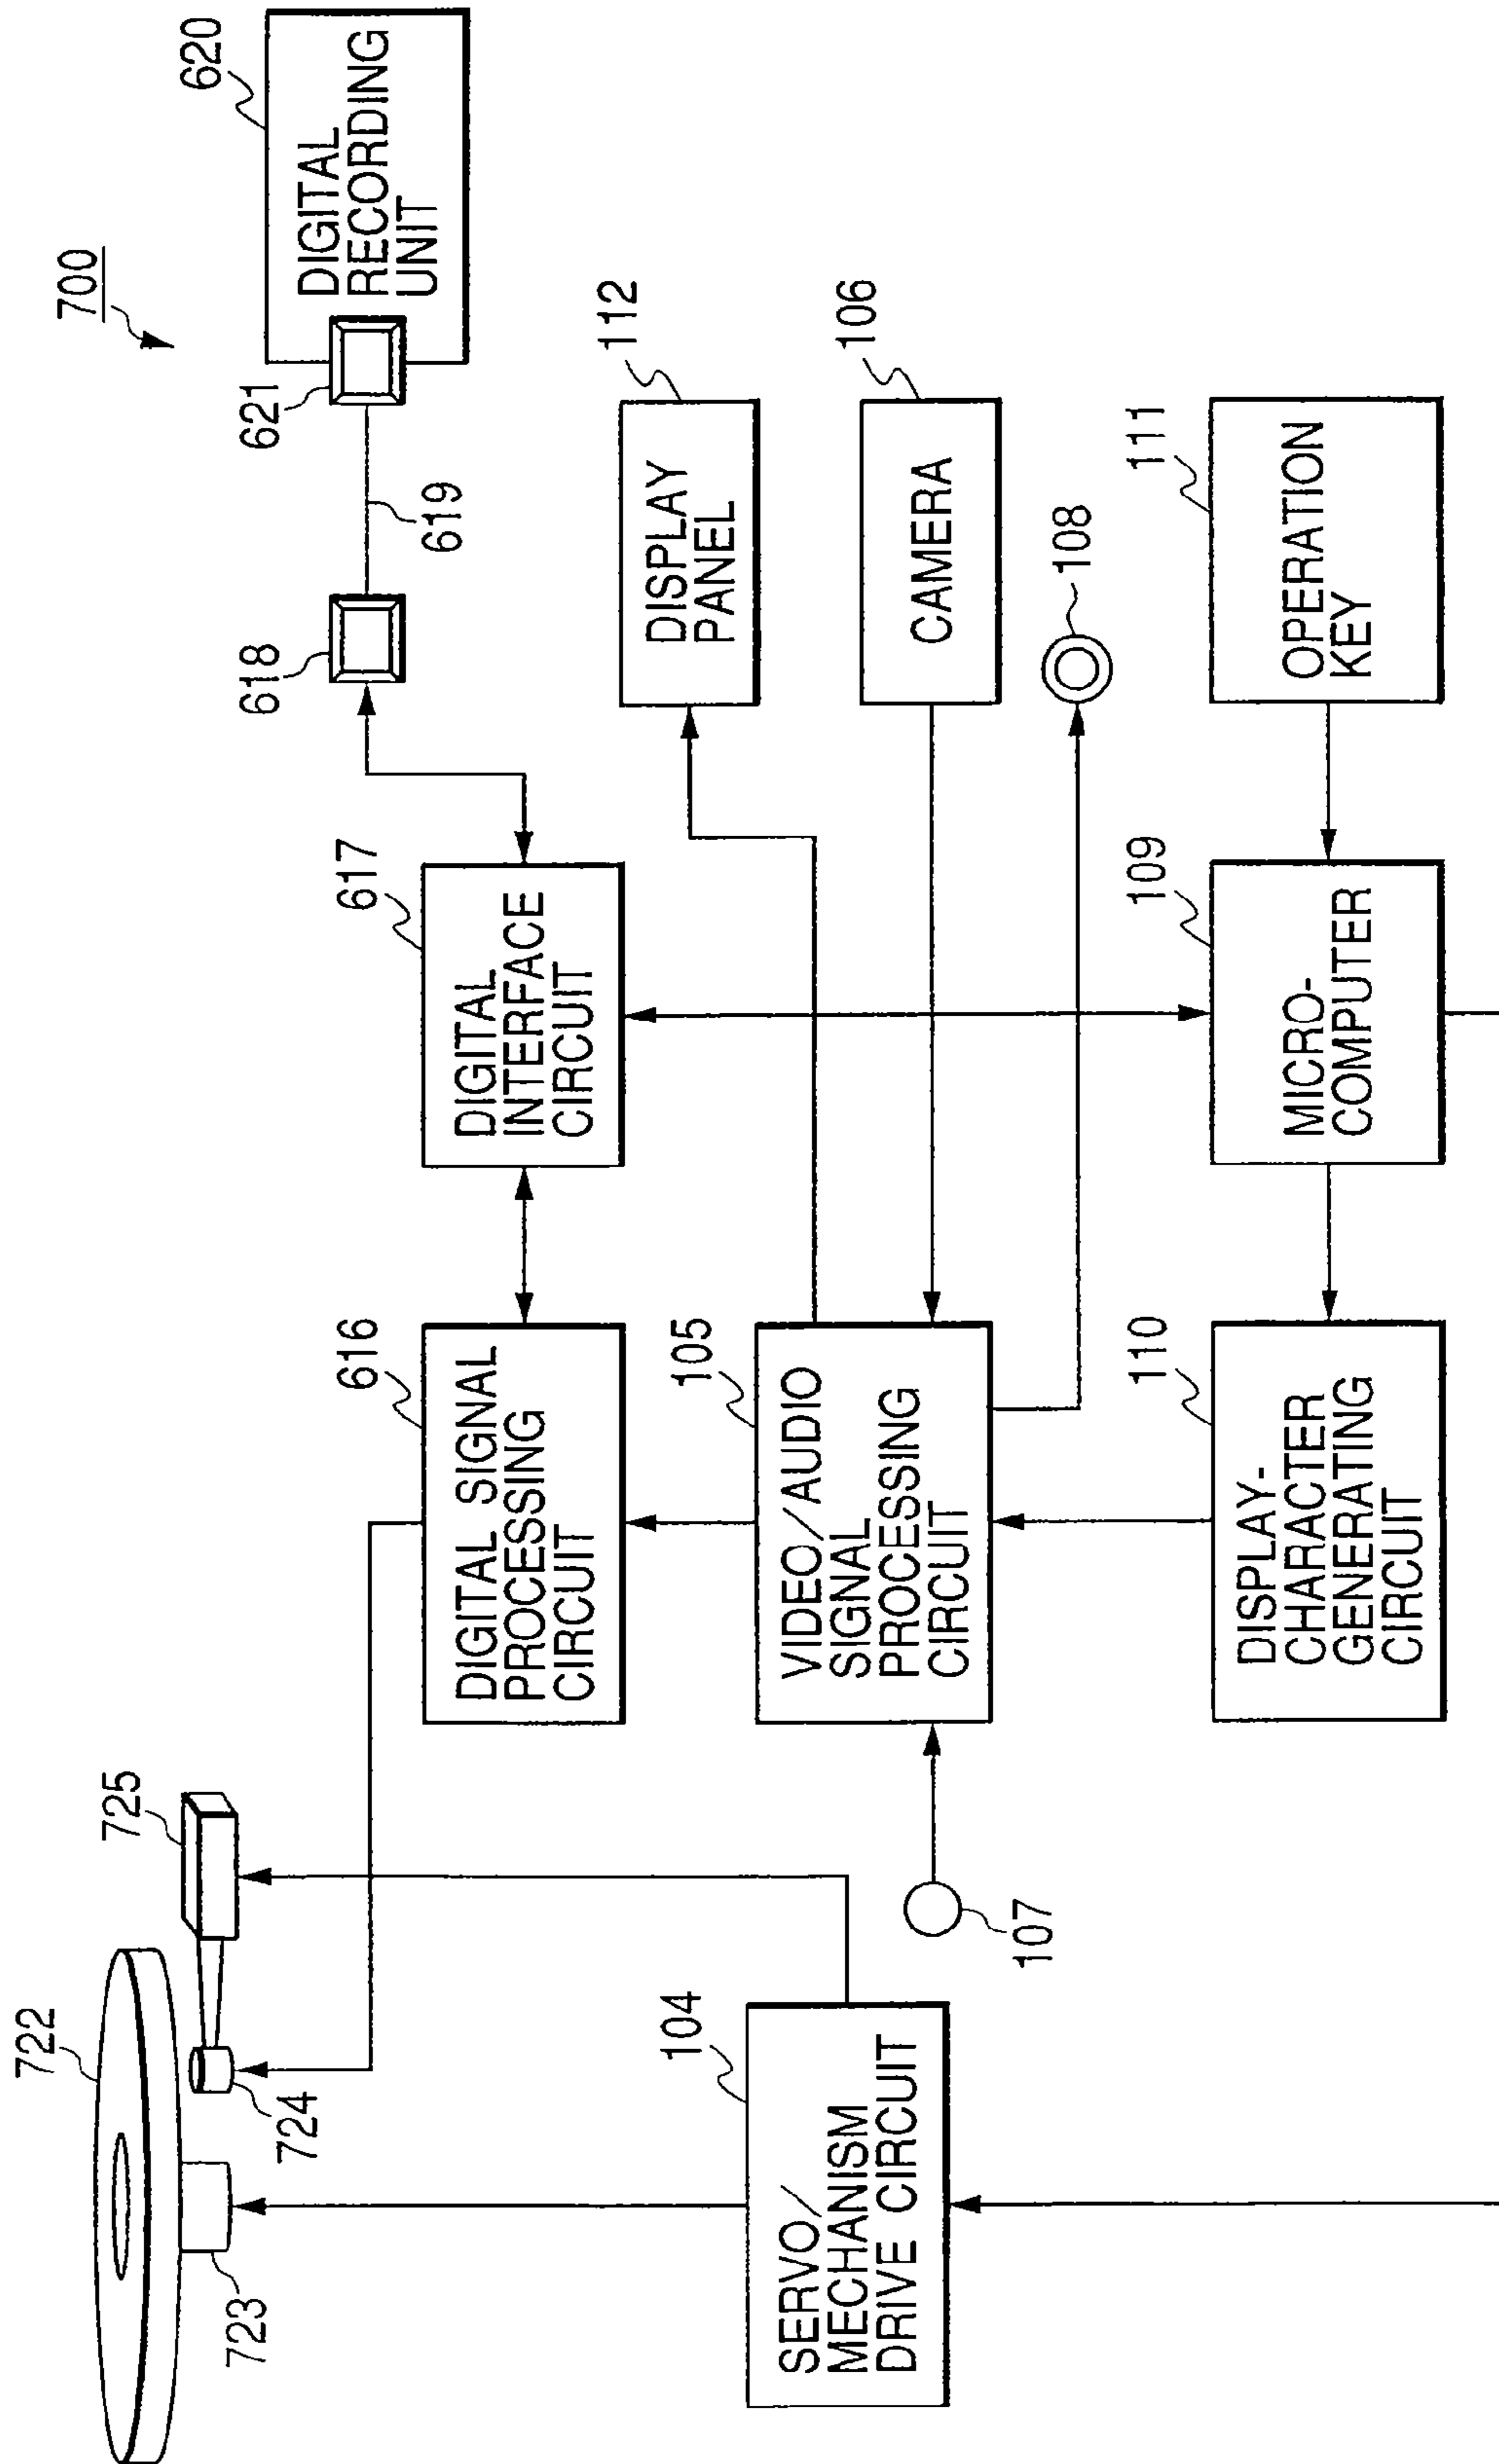 700
722
723
724
725
104
SERVO/
MECHANISM
DRIVE CIRCUIT
107
616
DIGITAL SIGNAL
PROCESSING
CIRCUIT
105
VIDEO/AUDIO
SIGNAL
PROCESSING
CIRCUIT
110
DISPLAY-
CHARACTER
GENERATING
CIRCUIT
617
DIGITAL
INTERFACE
CIRCUIT
109
MICRO-
COMPUTER
618
619
621
620
DIGITAL
RECORDING
UNIT
112
DISPLAY
PANEL
106
CAMERA
108
111
OPERATION
KEY